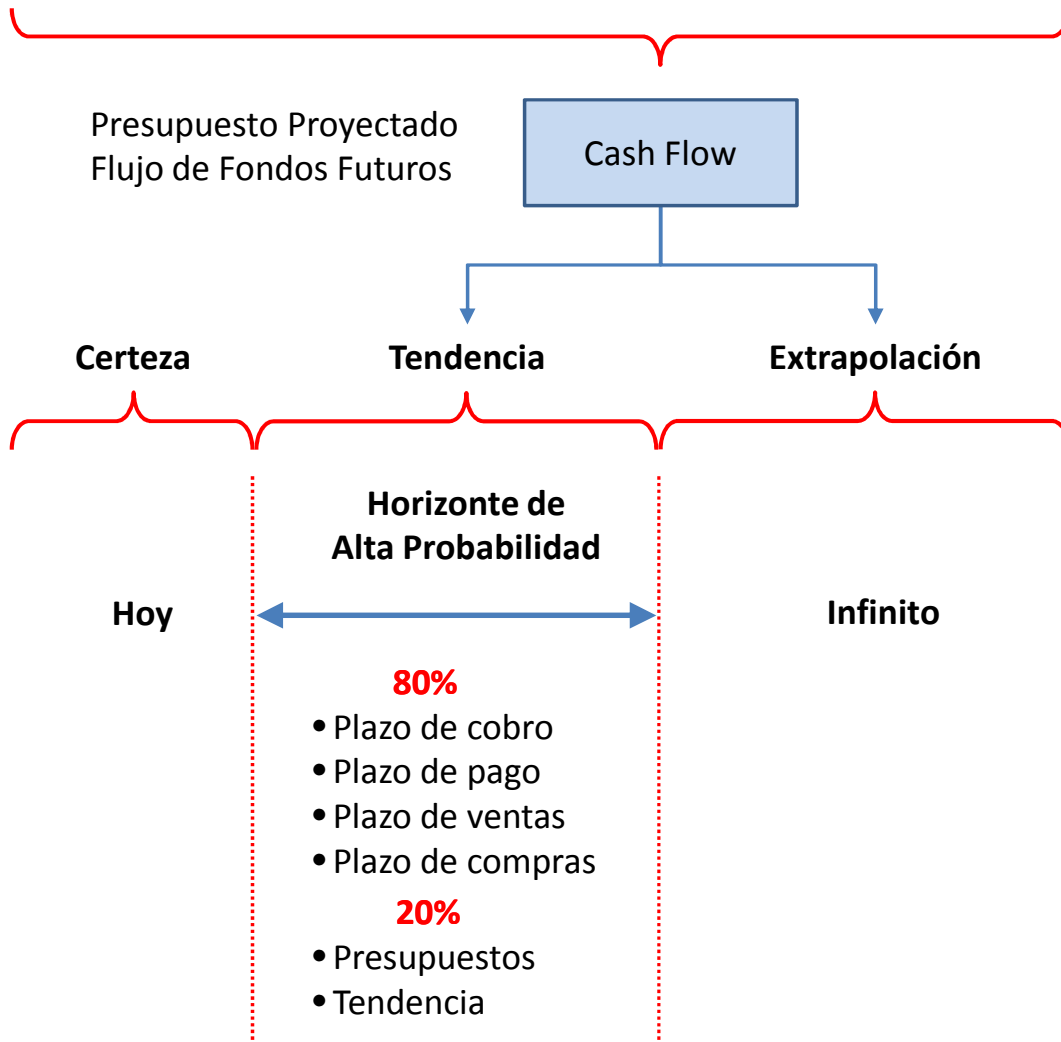 Presupuesto Proyectado
Flujo de Fondos Futuros
Cash Flow
Certeza
Tendencia
Extrapolación
Horizonte de
Alta Probabilidad
Hoy
Infinito
80%
• Plazo de cobro
• Plazo de pago
• Plazo de ventas
• Plazo de compras
20%
• Presupuestos
• Tendencia